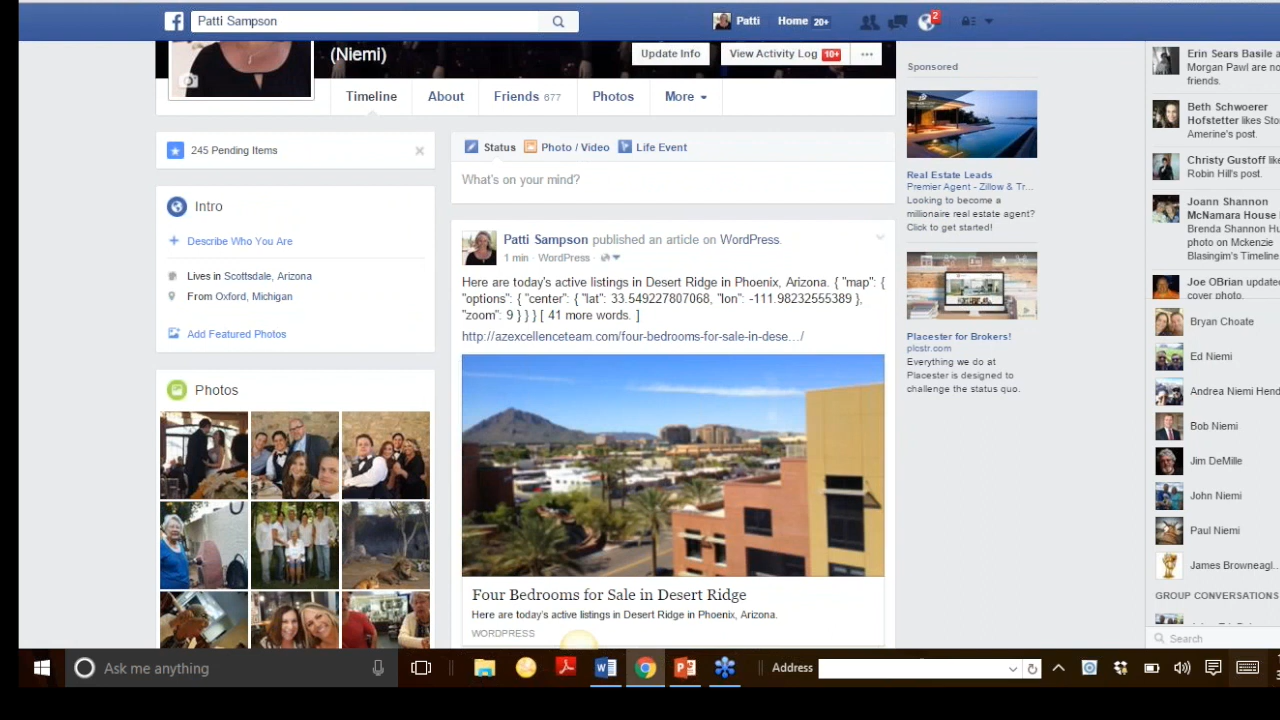 Patti Sampson
Patti Home 20+
2
(Niemi)
Update Info
View Activity Log 10+
Timeline About Friends 677 Photos More
245 Pending Items
Intro
Describe Who You Are
Lives in Scottsdale, Arizona
From Oxford, Michigan
Add Featured Photos
Photos
Status Photo / Video Life Event
What's on your mind?
Patti Sampson published an article on WordPress.
1 min · WordPress ·
Here are today's active listings in Desert Ridge in Phoenix, Arizona. { "map": {
"options": { "center": { "lat": 33.549227807068, "lon": -111.98232555389 },
"zoom": 9 } } } [ 41 more words. ]
http://azexcellenceteam.com/four-bedrooms-for-sale-in-dese…/
Four Bedrooms for Sale in Desert Ridge
Here are today's active listings in Desert Ridge in Phoenix, Arizona.
WORDPRESS
Sponsored
Real Estate Leads
Premier Agent - Zillow & Tr...
Looking to become a
millionaire real estate agent?
Click to get started!
Placester for Brokers!
plcstr.com
Everything we do at
Placester is designed to
challenge the status quo.
Erin Sears Basile a
Morgan Pawl are no
friends.
Beth Schwoerer
Hofstetter likes Sto
Amerine's post.
Christy Gustoff lik
Robin Hill's post.
Joann Shannon
McNamara House l
Brenda Shannon Hu
photo on Mckenzie
Blasingim's Timeline
Joe OBrian update
cover photo.
Bryan Choate
Ed Niemi
Andrea Niemi Hend
Bob Niemi
Jim DeMille
John Niemi
Paul Niemi
James Browneagl...
GROUP CONVERSATIONS
Search
Ask me anything
Address